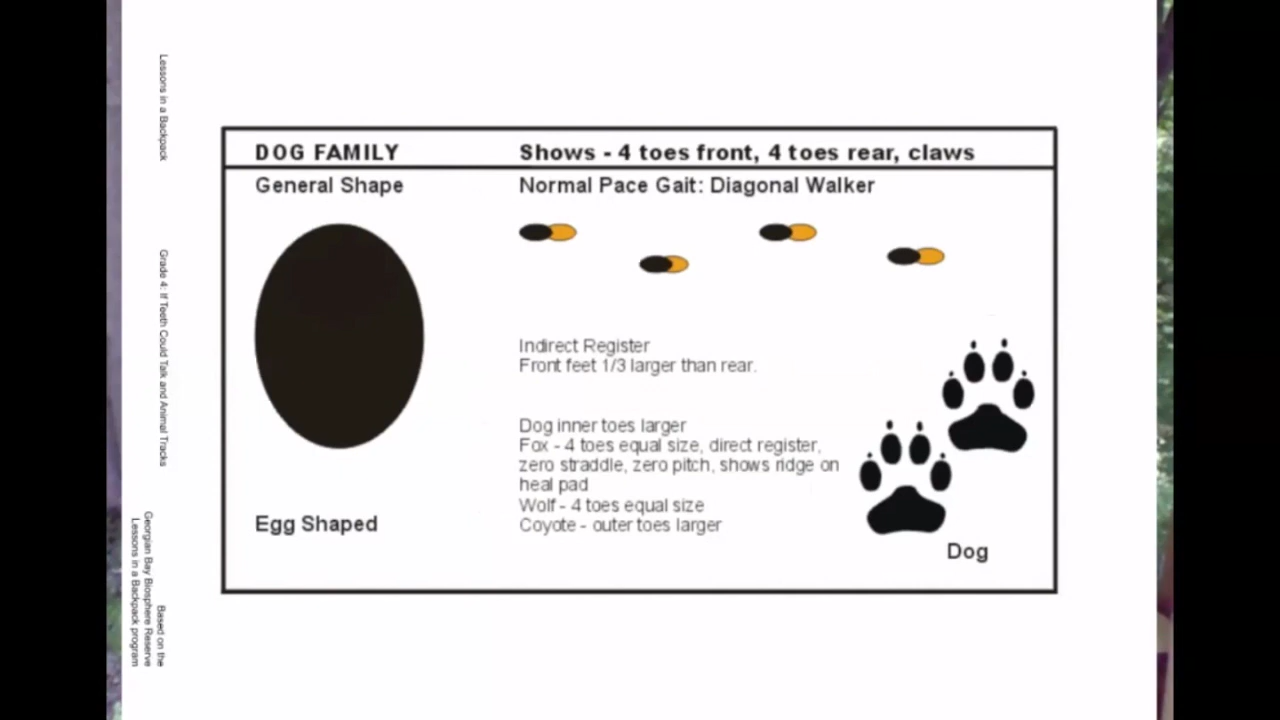 Lessons in a Backpack
Grade 4: If Teeth Could Talk and Animal Tracks
Based on the
Georgian Bay Biosphere Reserve
Lessons in a Backpack program
DOG FAMILY
Shows - 4 toes front, 4 toes rear, claws
General Shape
Normal Pace Gait: Diagonal Walker
Indirect Register
Front feet 1/3 larger than rear.
Dog inner toes larger
Fox - 4 toes equal size, direct register,
zero straddle, zero pitch, shows ridge on
heal pad
Wolf - 4 toes equal size
Coyote - outer toes larger
Egg Shaped
Dog